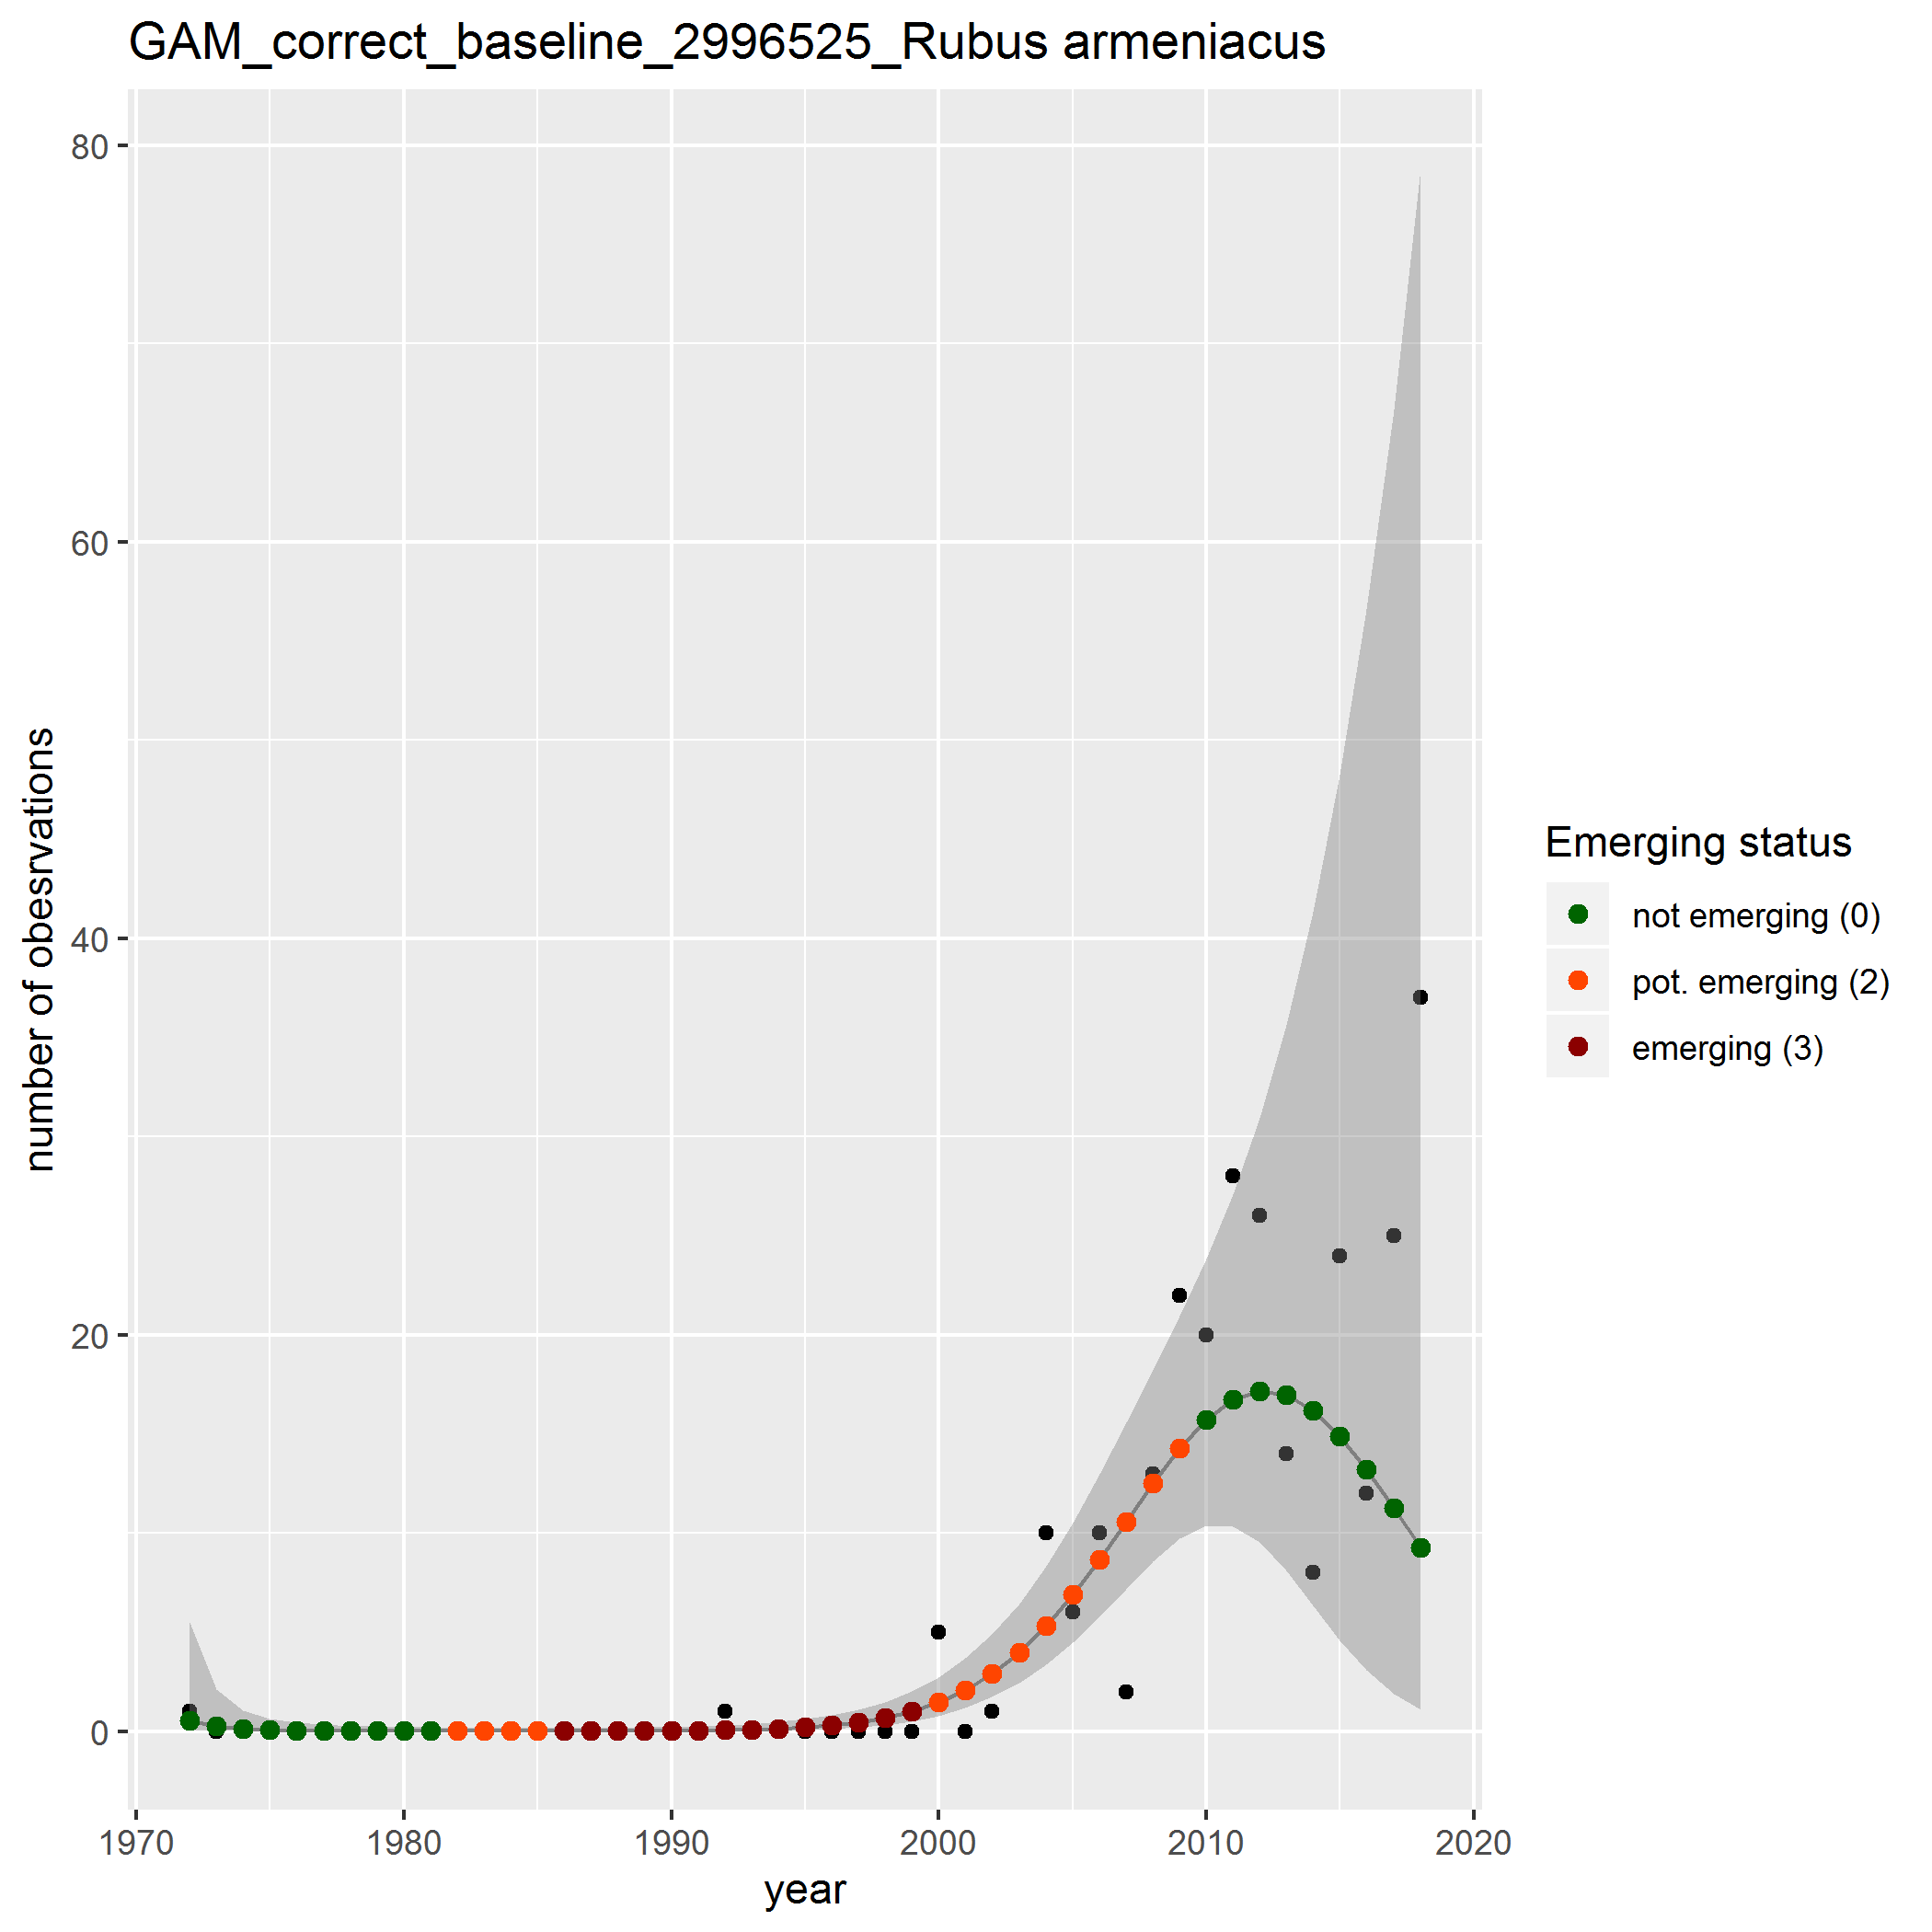 GAM_correct_baseline_2996525_Rubus armeniacus
80
60
40
20
0
number of obesrvations
1970
1980
1990
2000
2010
2020
year
Emerging status
not emerging (0)
pot. emerging (2)
emerging (3)